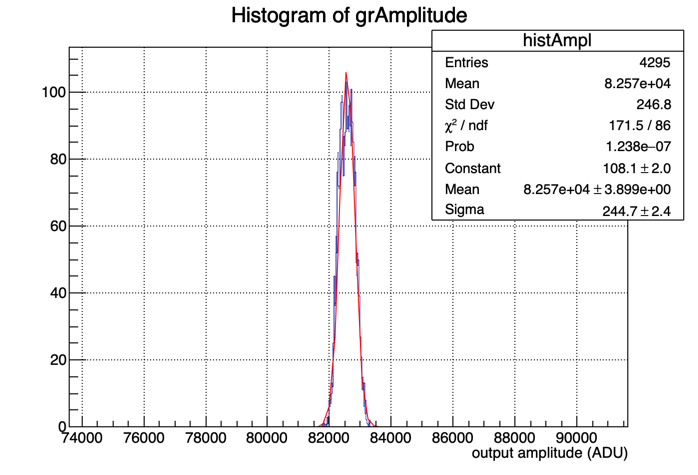 Histogram of grAmplitude
histAmpl
Entries 4295
Mean 8.257e+04
Std Dev 246.8
χ² / ndf 171.5 / 86
Prob 1.238e−07
Constant 108.1 ± 2.0
Mean 8.257e+04 ± 3.899e+00
Sigma 244.7 ± 2.4
100
80
60
40
20
0
74000 76000 78000 80000 82000 84000 86000 88000 90000
output amplitude (ADU)